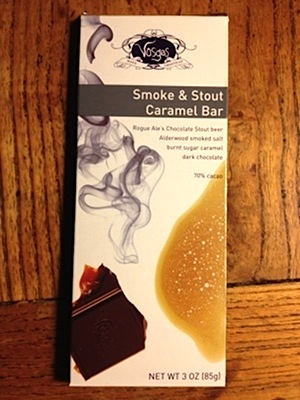 Vosges
Smoke & Stout
Caramel Bar
Rogue Ale's Chocolate Stout beer
Alderwood smoked salt
burnt sugar caramel
dark chocolate
70% cacao
NET WT 3 OZ (85g)